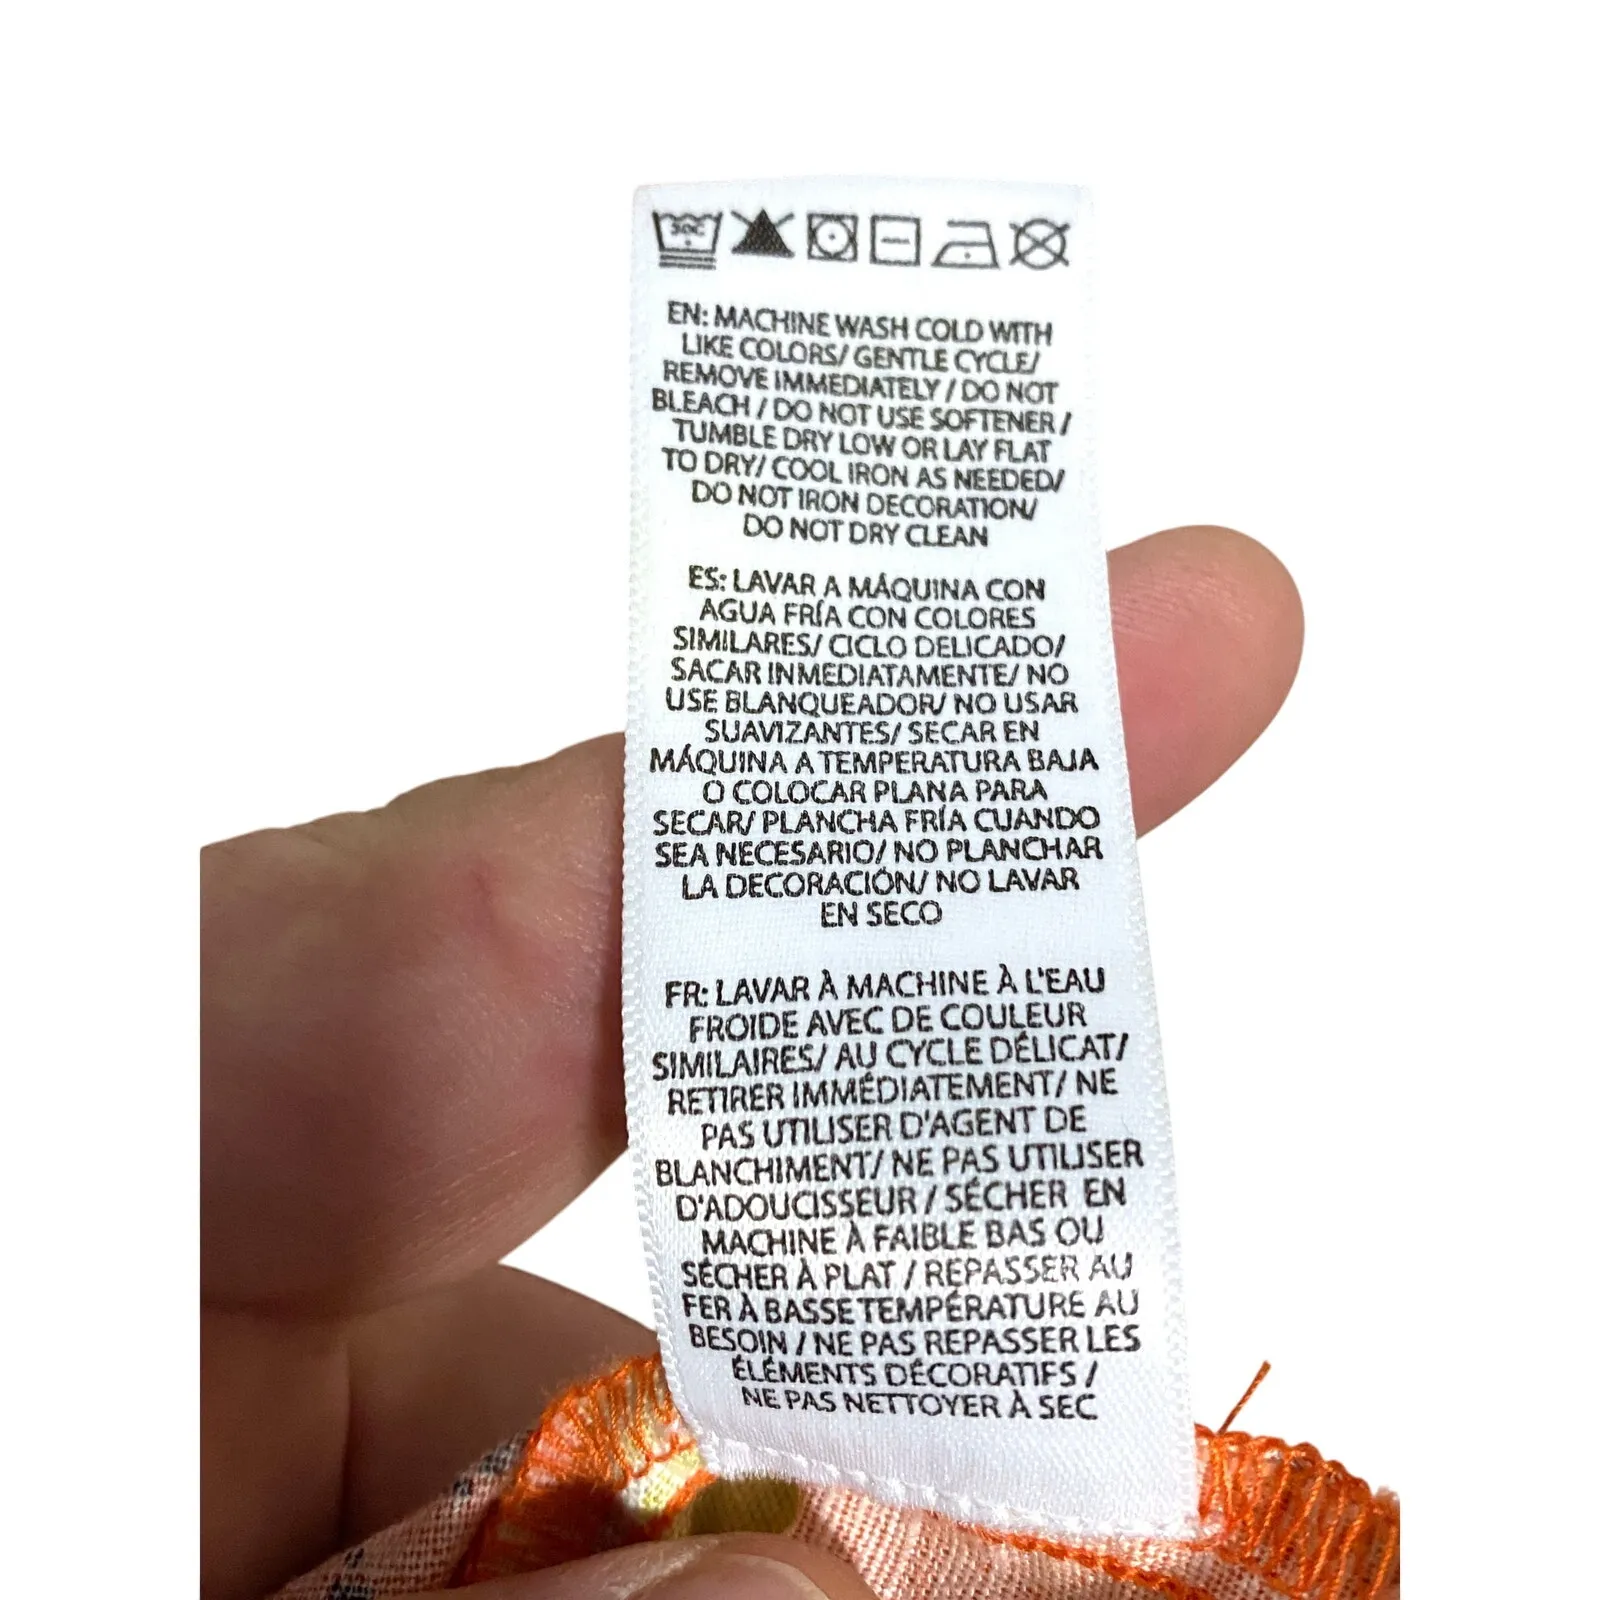 30C
EN: MACHINE WASH COLD WITH
LIKE COLORS/ GENTLE CYCLE/
REMOVE IMMEDIATELY / DO NOT
BLEACH / DO NOT USE SOFTENER /
TUMBLE DRY LOW OR LAY FLAT
TO DRY/ COOL IRON AS NEEDED/
DO NOT IRON DECORATION/
DO NOT DRY CLEAN
ES: LAVAR A MÁQUINA CON
AGUA FRÍA CON COLORES
SIMILARES/ CICLO DELICADO/
SACAR INMEDIATAMENTE/ NO
USE BLANQUEADOR/ NO USAR
SUAVIZANTES/ SECAR EN
MÁQUINA A TEMPERATURA BAJA
O COLOCAR PLANA PARA
SECAR/ PLANCHA FRÍA CUANDO
SEA NECESARIO/ NO PLANCHAR
LA DECORACIÓN/ NO LAVAR
EN SECO
FR: LAVAR À MACHINE À L'EAU
FROIDE AVEC DE COULEUR
SIMILAIRES/ AU CYCLE DÉLICAT/
RETIRER IMMÉDIATEMENT/ NE
PAS UTILISER D'AGENT DE
BLANCHIMENT/ NE PAS UTILISER
D'ADOUCISSEUR / SÉCHER EN
MACHINE À FAIBLE BAS OU
SÉCHER À PLAT / REPASSER AU
FER À BASSE TEMPÉRATURE AU
BESOIN / NE PAS REPASSER LES
ÉLÉMENTS DÉCORATIFS /
NE PAS NETTOYER À SEC